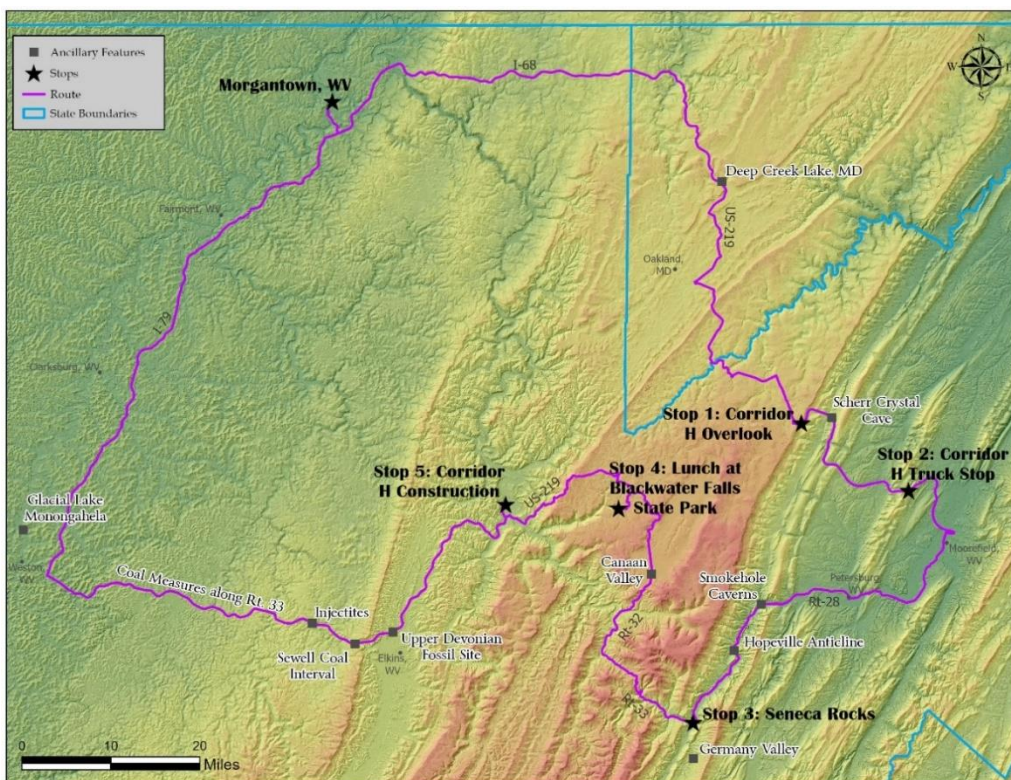 Ancillary Features
Stops
Route
State Boundaries
N
W
S
Morgantown, WV
I-68
Deep Creek Lake, MD
Fairmont, WV
US-219
Oakland,
MD
I-79
Clarksburg, WV
Stop 1: Corridor
H Overlook
Scherr Crystal
Cave
Stop 2: Corridor
H Truck Stop
Stop 5: Corridor
H Construction
US-219
Stop 4: Lunch at
Blackwater Falls
State Park
Glacial Lake
Monongahela
Weston,
WV
Moorefield,
WV
Canaan
Valley
Smokehole
Caverns
Petersburg,
WV
Rt-28
Coal Measures along Rt. 33
Injectites
Rt-32
Hopeville Anticline
Sewell Coal
Interval
Elkins,
WV
Upper Devonian
Fossil Site
Rt-33
Stop 3: Seneca Rocks
Germany Valley
0 10 20
Miles